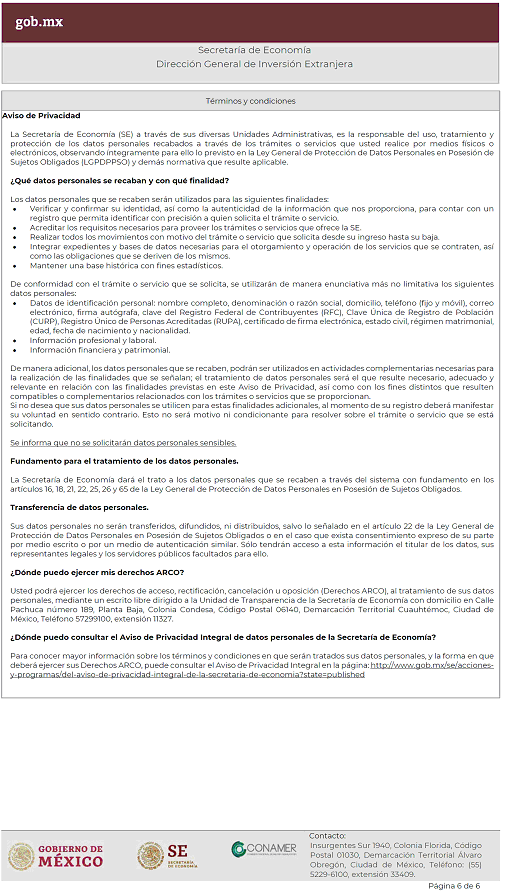 gob.mx
Secretaría de Economía
Dirección General de Inversión Extranjera
Términos y condiciones
Aviso de Privacidad
La Secretaría de Economía (SE) a través de sus diversas Unidades Administrativas, es la responsable del uso, tratamiento y
protección de los datos personales recabados a través de los trámites o servicios que usted realice por medios físicos o
electrónicos, observando íntegramente para ello lo previsto en la Ley General de Protección de Datos Personales en Posesión de
Sujetos Obligados (LGPDPPSO) y demás normativa que resulte aplicable.
¿Qué datos personales se recaban y con qué finalidad?
Los datos personales que se recaben serán utilizados para las siguientes finalidades:
• Verificar y confirmar su identidad, así como la autenticidad de la información que nos proporciona, para contar con un
registro que permita identificar con precisión a quien solicita el trámite o servicio.
• Acreditar los requisitos necesarios para proveer los trámites o servicios que ofrece la SE.
• Realizar todos los movimientos con motivo del trámite o servicio que solicita desde su ingreso hasta su baja.
• Integrar expedientes y bases de datos necesarias para el otorgamiento y operación de los servicios que se contraten, así
como las obligaciones que se deriven de los mismos.
• Mantener una base histórica con fines estadísticos.
De conformidad con el trámite o servicio que se solicita, se utilizarán de manera enunciativa más no limitativa los siguientes
datos personales:
• Datos de identificación personal: nombre completo, denominación o razón social, domicilio, teléfono (fijo y móvil), correo
electrónico, firma autógrafa, clave del Registro Federal de Contribuyentes (RFC), Clave Única de Registro de Población
(CURP), Registro Único de Personas Acreditadas (RUPA), certificado de firma electrónica, estado civil, régimen matrimonial,
edad, fecha de nacimiento y nacionalidad.
• Información profesional y laboral.
• Información financiera y patrimonial.
De manera adicional, los datos personales que se recaben, podrán ser utilizados en actividades complementarias necesarias para
la realización de las finalidades que se señalan; el tratamiento de datos personales será el que resulte necesario, adecuado y
relevante en relación con las finalidades previstas en este Aviso de Privacidad, así como con los fines distintos que resulten
compatibles o complementarios relacionados con los trámites o servicios que se proporcionan.
Si no desea que sus datos personales se utilicen para estas finalidades adicionales, al momento de su registro deberá manifestar
su voluntad en sentido contrario. Esto no será motivo ni condicionante para resolver sobre el trámite o servicio que se está
solicitando.
Se informa que no se solicitarán datos personales sensibles.
Fundamento para el tratamiento de los datos personales.
La Secretaría de Economía dará el trato a los datos personales que se recaben a través del sistema con fundamento en los
artículos 16, 18, 21, 22, 25, 26 y 65 de la Ley General de Protección de Datos Personales en Posesión de Sujetos Obligados.
Transferencia de datos personales.
Sus datos personales no serán transferidos, difundidos, ni distribuidos, salvo lo señalado en el artículo 22 de la Ley General de
Protección de Datos Personales en Posesión de Sujetos Obligados o en el caso que exista consentimiento expreso de su parte
por medio escrito o por un medio de autenticación similar. Sólo tendrán acceso a esta información el titular de los datos, sus
representantes legales y los servidores públicos facultados para ello.
¿Dónde puedo ejercer mis derechos ARCO?
Usted podrá ejercer los derechos de acceso, rectificación, cancelación u oposición (Derechos ARCO), al tratamiento de sus datos
personales, mediante un escrito libre dirigido a la Unidad de Transparencia de la Secretaría de Economía con domicilio en Calle
Pachuca número 189, Planta Baja, Colonia Condesa, Código Postal 06140, Demarcación Territorial Cuauhtémoc, Ciudad de
México, Teléfono 57299100, extensión 11327.
¿Dónde puedo consultar el Aviso de Privacidad Integral de datos personales de la Secretaría de Economía?
Para conocer mayor información sobre los términos y condiciones en que serán tratados sus datos personales, y la forma en que
deberá ejercer sus Derechos ARCO, puede consultar el Aviso de Privacidad Integral en la página: http://www.gob.mx/se/acciones-
y-programas/del-aviso-de-privacidad-integral-de-la-secretaria-de-economia?state=published
GOBIERNO DE
MÉXICO
SE
SECRETARÍA
DE ECONOMÍA
CONAMER
Contacto:
Insurgentes Sur 1940, Colonia Florida, Código
Postal 01030, Demarcación Territorial Álvaro
Obregón, Ciudad de México, Teléfono: (55)
5229-6100, extensión 33409.
Página 6 de 6